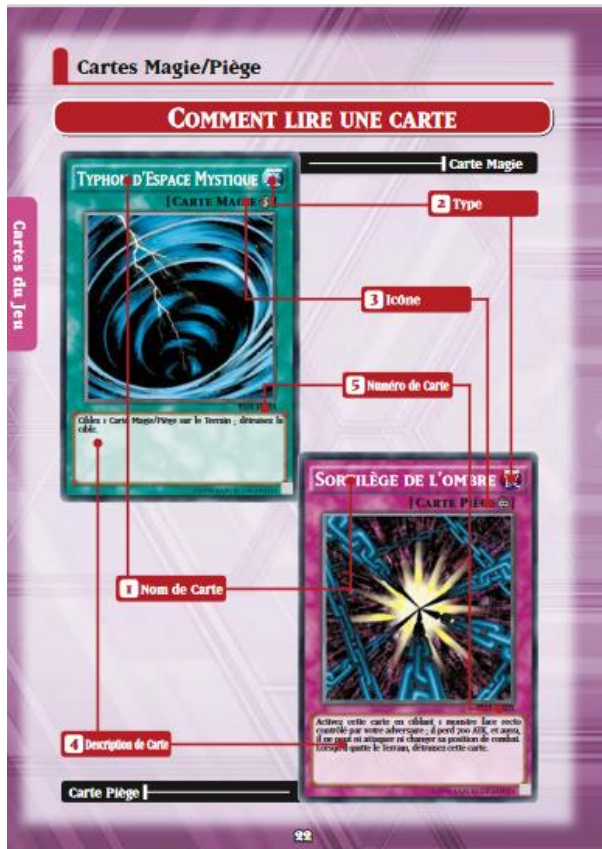 Cartes Magie/Piège
COMMENT LIRE UNE CARTE
Carte Magie
TYPHON D'ESPACE MYSTIQUE
[CARTE MAGIE
2 Type
Cartes du Jeu
3 Icône
5 Numéro de Carte
Ciblez 1 Carte Magie/Piège sur le Terrain ; détruisez la
cible.
SORTILÈGE DE L'OMBRE
[CARTE PIÈGE ]
1 Nom de Carte
Activez cette carte en ciblant 1 monstre face recto
contrôlé par votre adversaire ; il perd 700 ATK, et aussi,
il ne peut ni attaquer ni changer sa position de combat.
Lorsqu'il quitte le Terrain, détruisez cette carte.
4 Description de Carte
Carte Piège
22